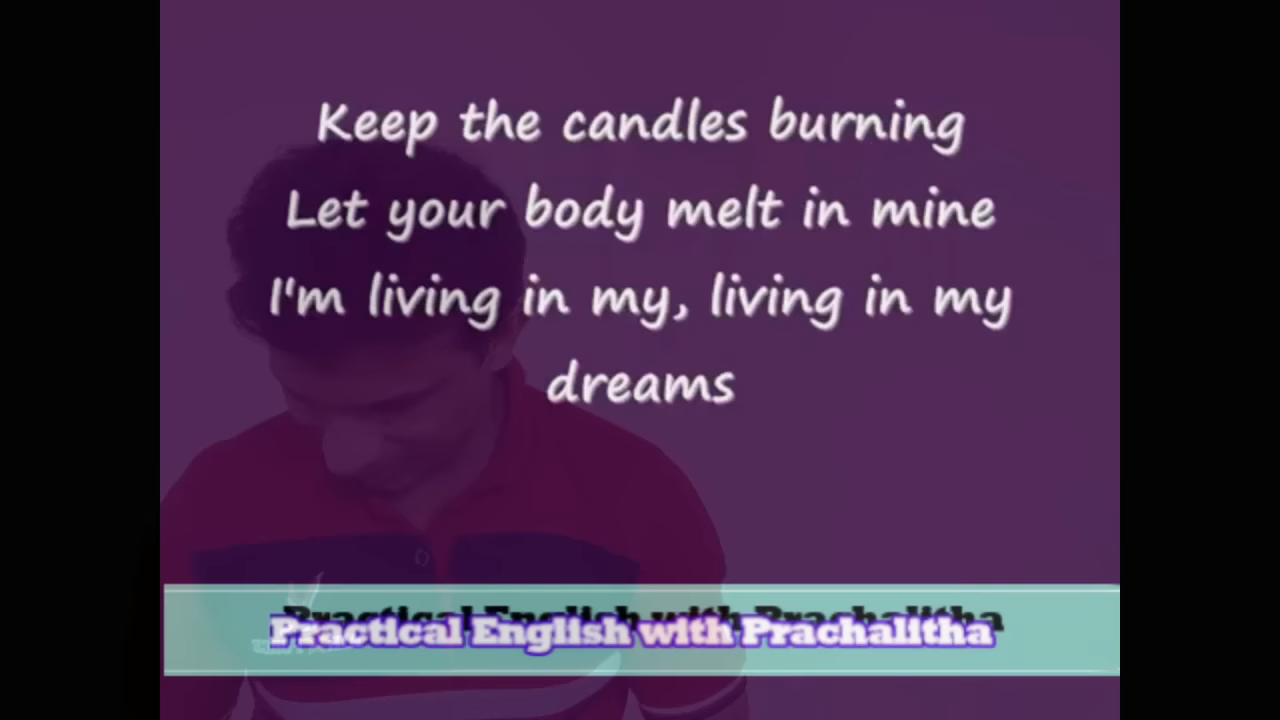 Keep the candles burning
Let your body melt in mine
I'm living in my, living in my
dreams
Practical English with Prachalitha